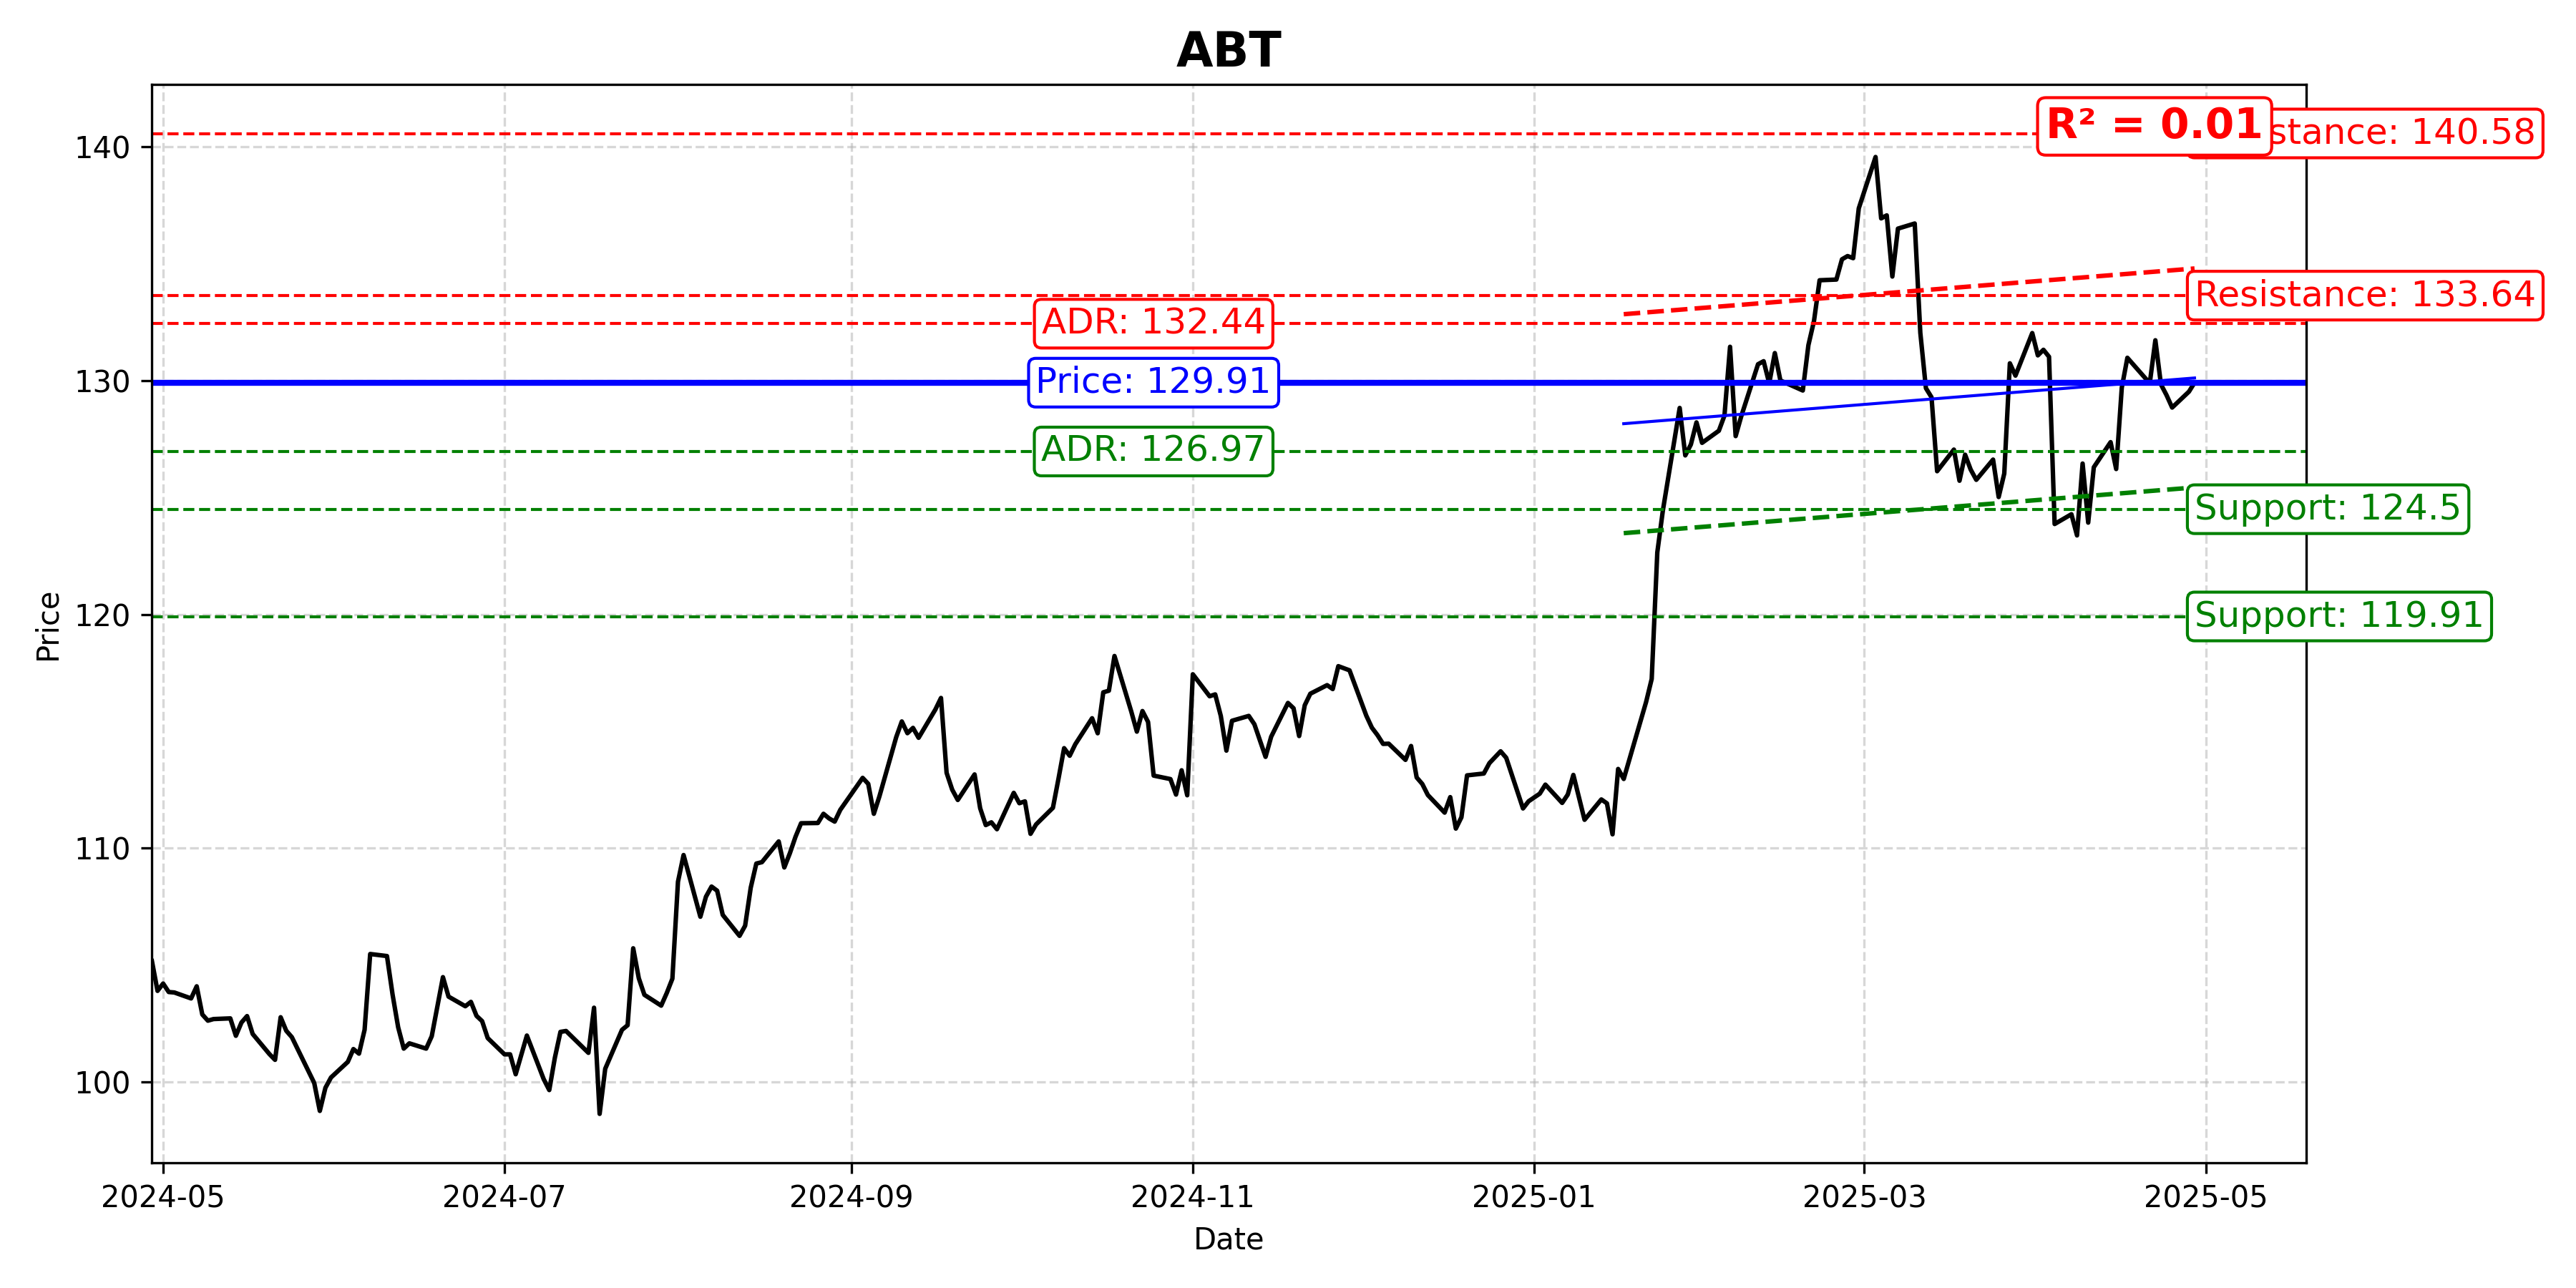 ABT
R² = 0.01
stance: 140.58
140
Resistance: 133.64
ADR: 132.44
Price: 129.91
130
ADR: 126.97
Support: 124.5
120
Support: 119.91
Price
110
100
2024-05 2024-07 2024-09 2024-11 2025-01 2025-03 2025-05
Date